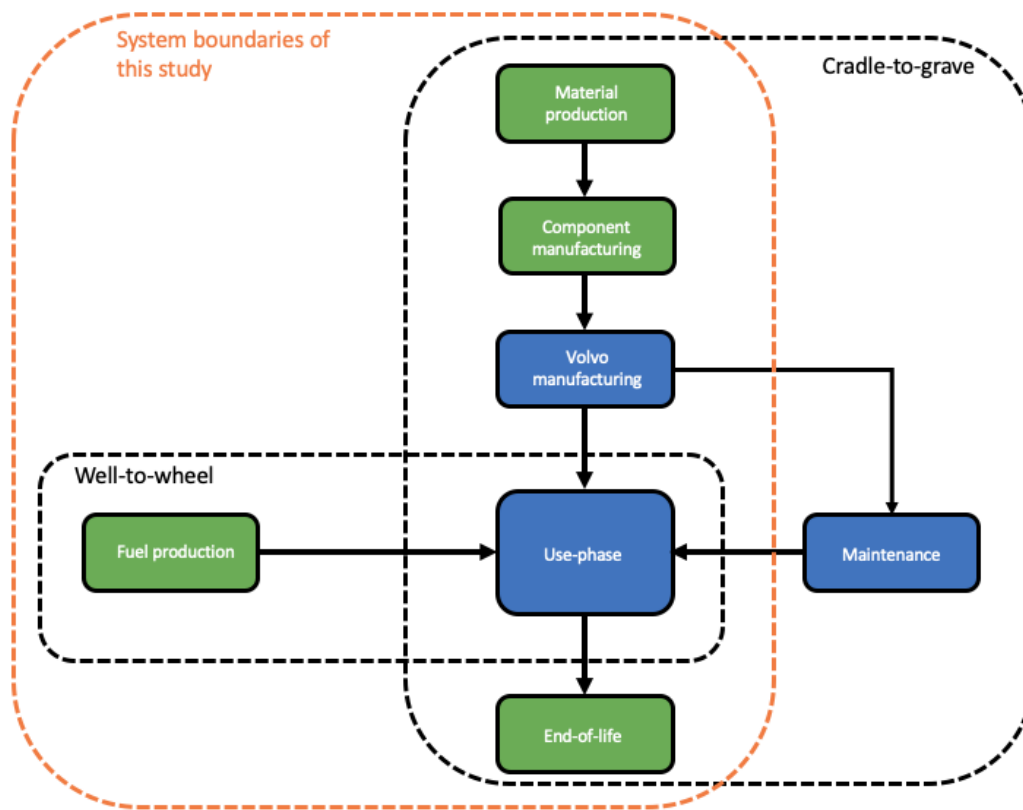 System boundaries of
this study
Cradle-to-grave
Material
production
Component
manufacturing
Volvo
manufacturing
Well-to-wheel
Fuel production
Use-phase
Maintenance
End-of-life